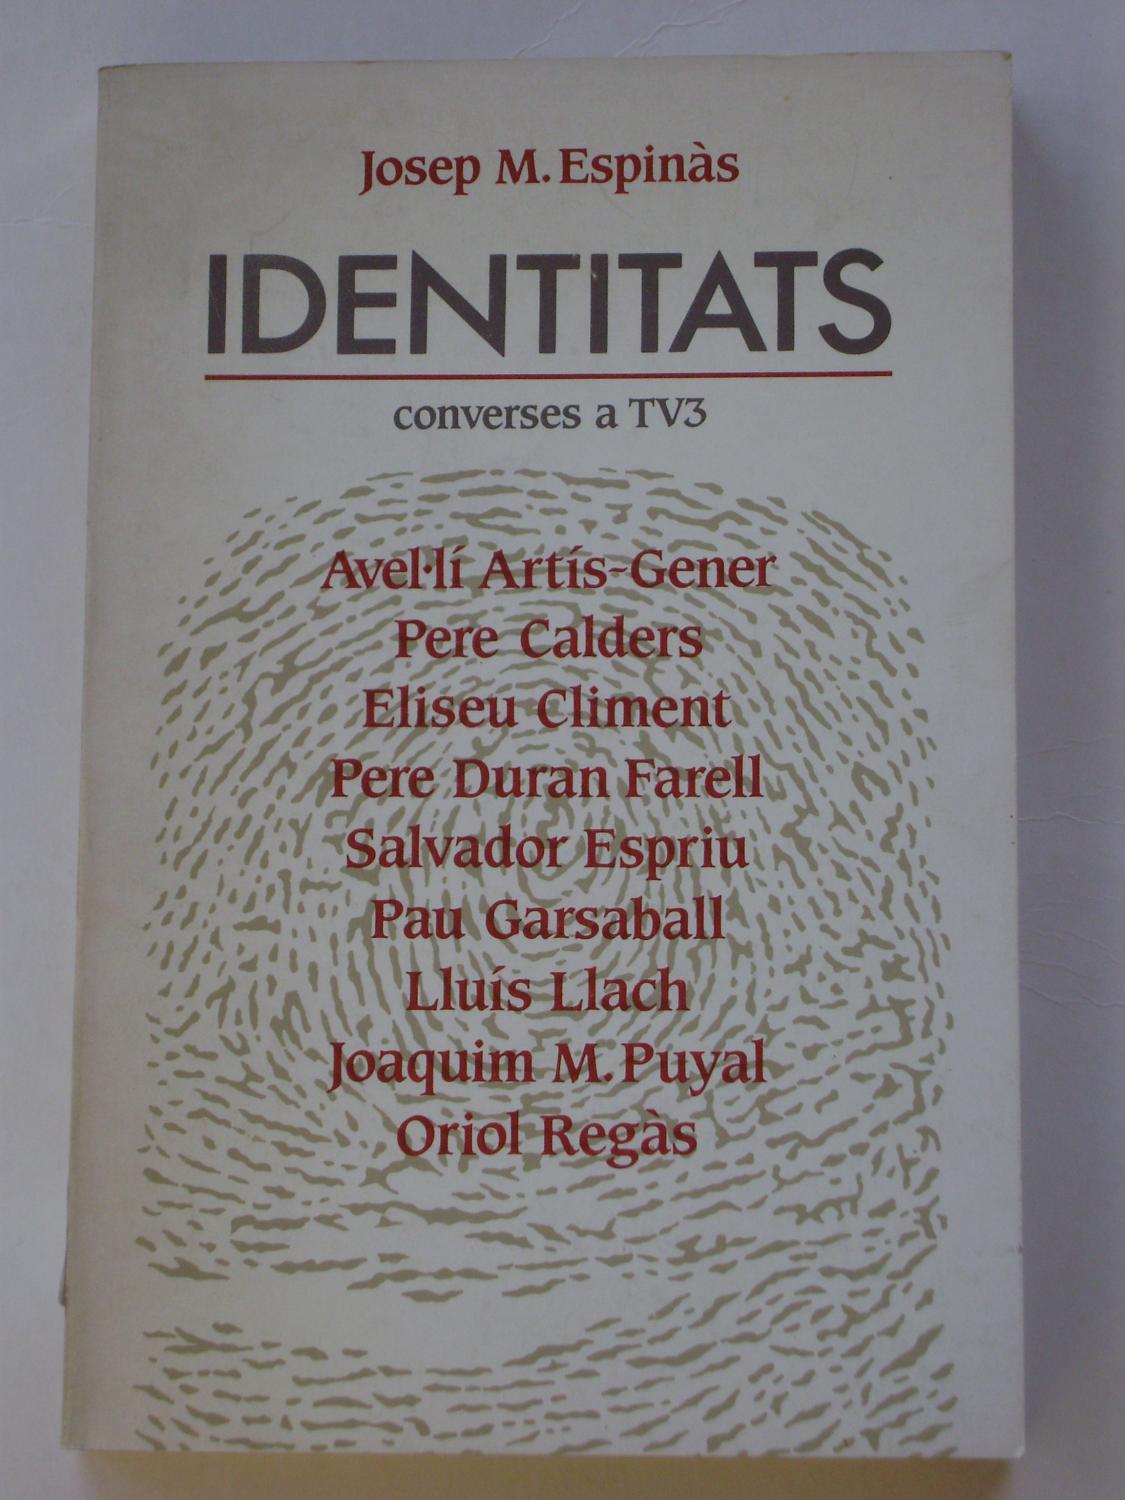 Josep M. Espinàs
IDENTITATS
converses a TV3
Avel·lí Artís-Gener
Pere Calders
Eliseu Climent
Pere Duran Farell
Salvador Espriu
Pau Garsaball
Lluís Llach
Joaquim M. Puyal
Oriol Regàs